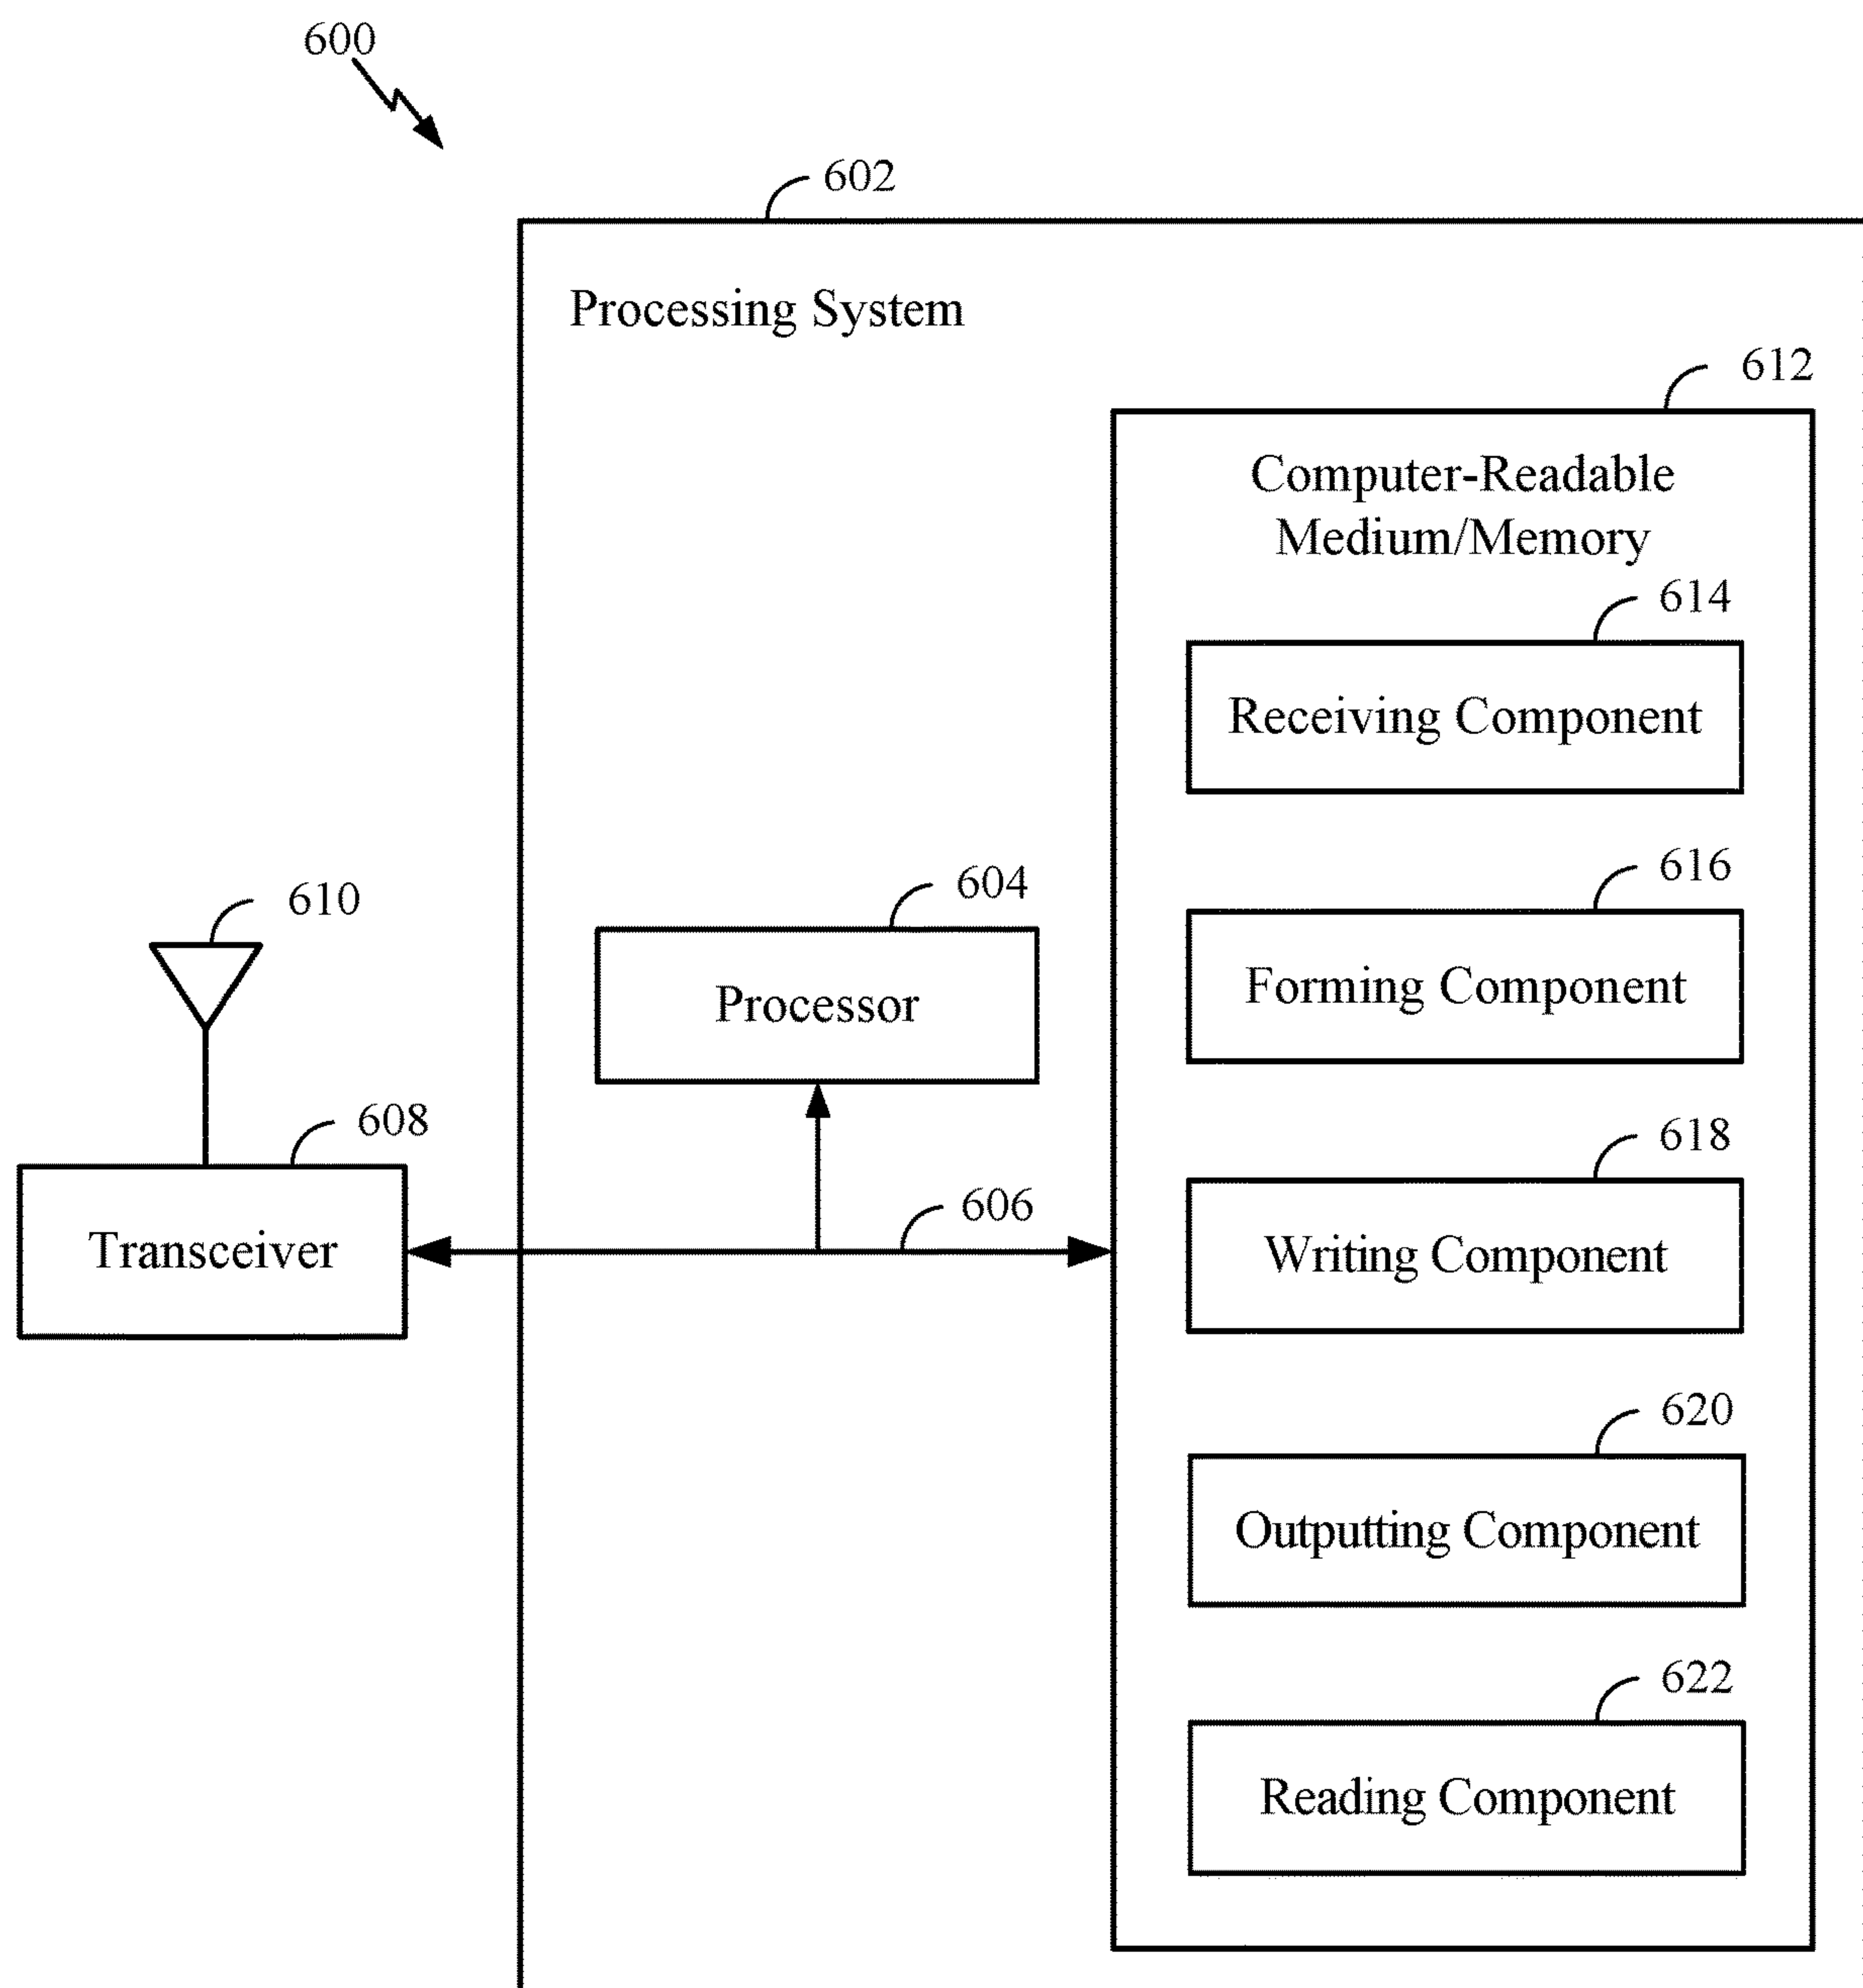 600
602
Processing System
612
Computer-Readable
Medium/Memory
614
Receiving Component
604
616
610
Processor
Forming Component
608
618
606
Transceiver
Writing Component
620
Outputting Component
622
Reading Component